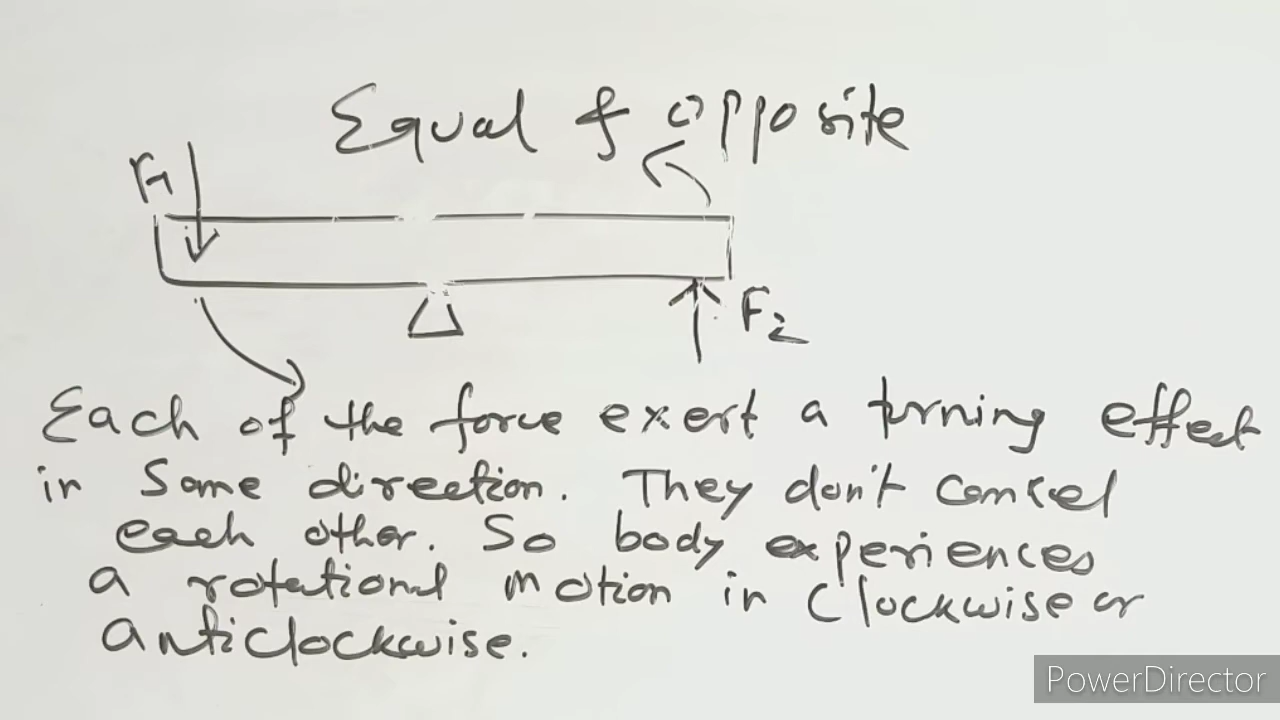 Equal & opposite
F1
F2
Each of the force exert a turning effect
in Same direction. They don't cancel
each other. So body experiences
a rotational motion in Clockwise or
anticlockwise.
PowerDirector